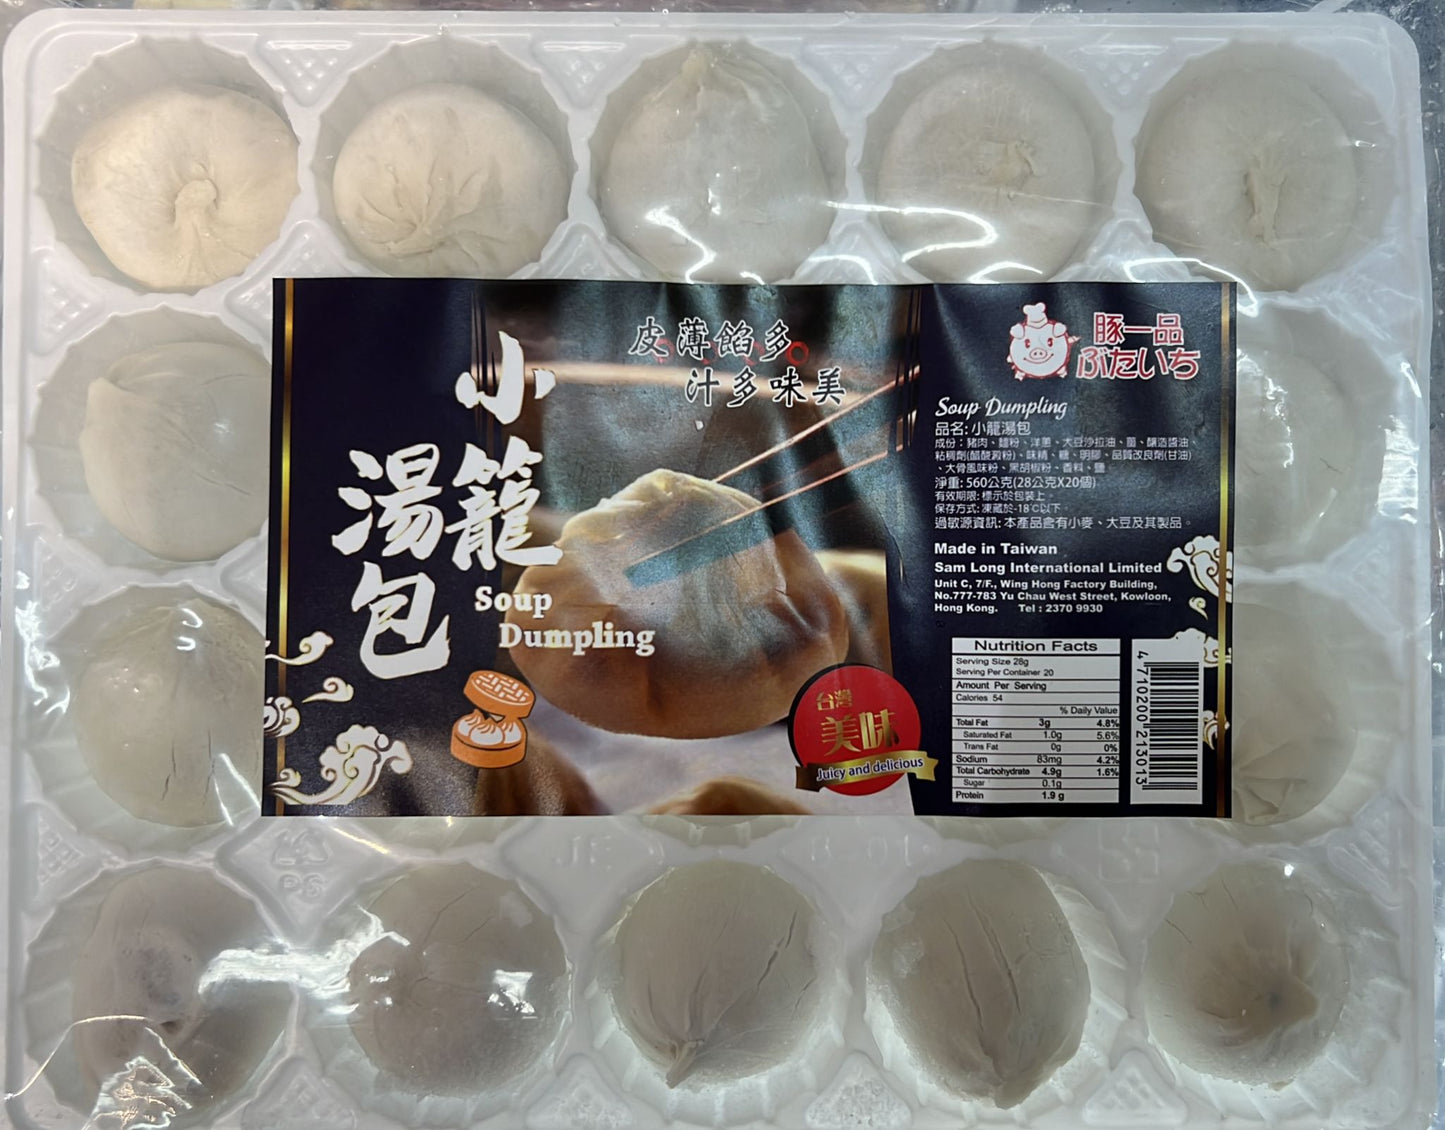 小籠
湯包
Soup
Dumpling
皮薄餡多
汁多味美
台灣
美味
Juicy and delicious
豚一品
ぶたいち
Soup Dumpling
品名: 小籠湯包
成份：豬肉、麵粉、洋蔥、大豆沙拉油、薑、釀造醬油、
粘稠劑(醋酸澱粉)、味精、糖、明膠、品質改良劑(甘油)
、大骨風味粉、黑胡椒粉、香料、鹽
淨重: 560公克(28公克X20個)
有效期限: 標示於包裝上。
保存方式: 凍藏於-18℃以下。
過敏源資訊: 本產品含有小麥、大豆及其製品。
Made in Taiwan
Sam Long International Limited
Unit C, 7/F., Wing Hong Factory Building,
No.777-783 Yu Chau West Street, Kowloon,
Hong Kong. Tel : 2370 9930
Nutrition Facts
Serving Size 28g
Serving Per Container 20
Amount Per Serving
Calories 54
% Daily Value
Total Fat 3g 4.8%
Saturated Fat 1.0g 5.6%
Trans Fat 0g 0%
Sodium 83mg 4.2%
Total Carbohydrate 4.9g 1.6%
Sugar 0.1g
Protein 1.9 g
4710200213013